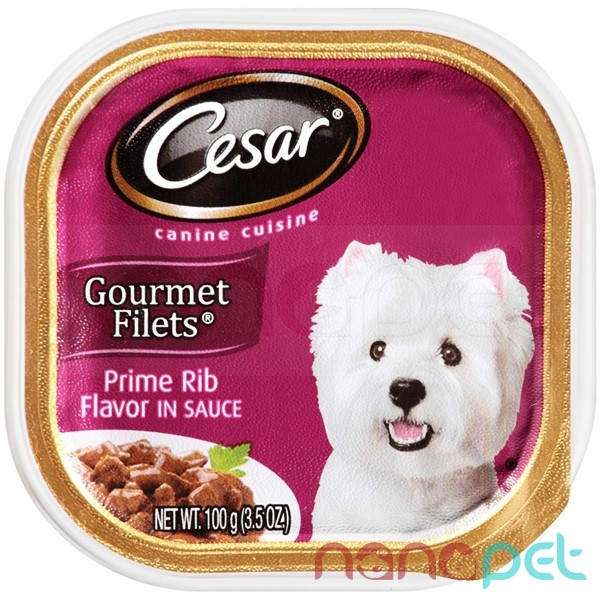 Cesar®
canine cuisine
Gourmet
Filets®
Prime Rib
Flavor IN SAUCE
NET WT. 100 g (3.5 OZ.)
nanopet